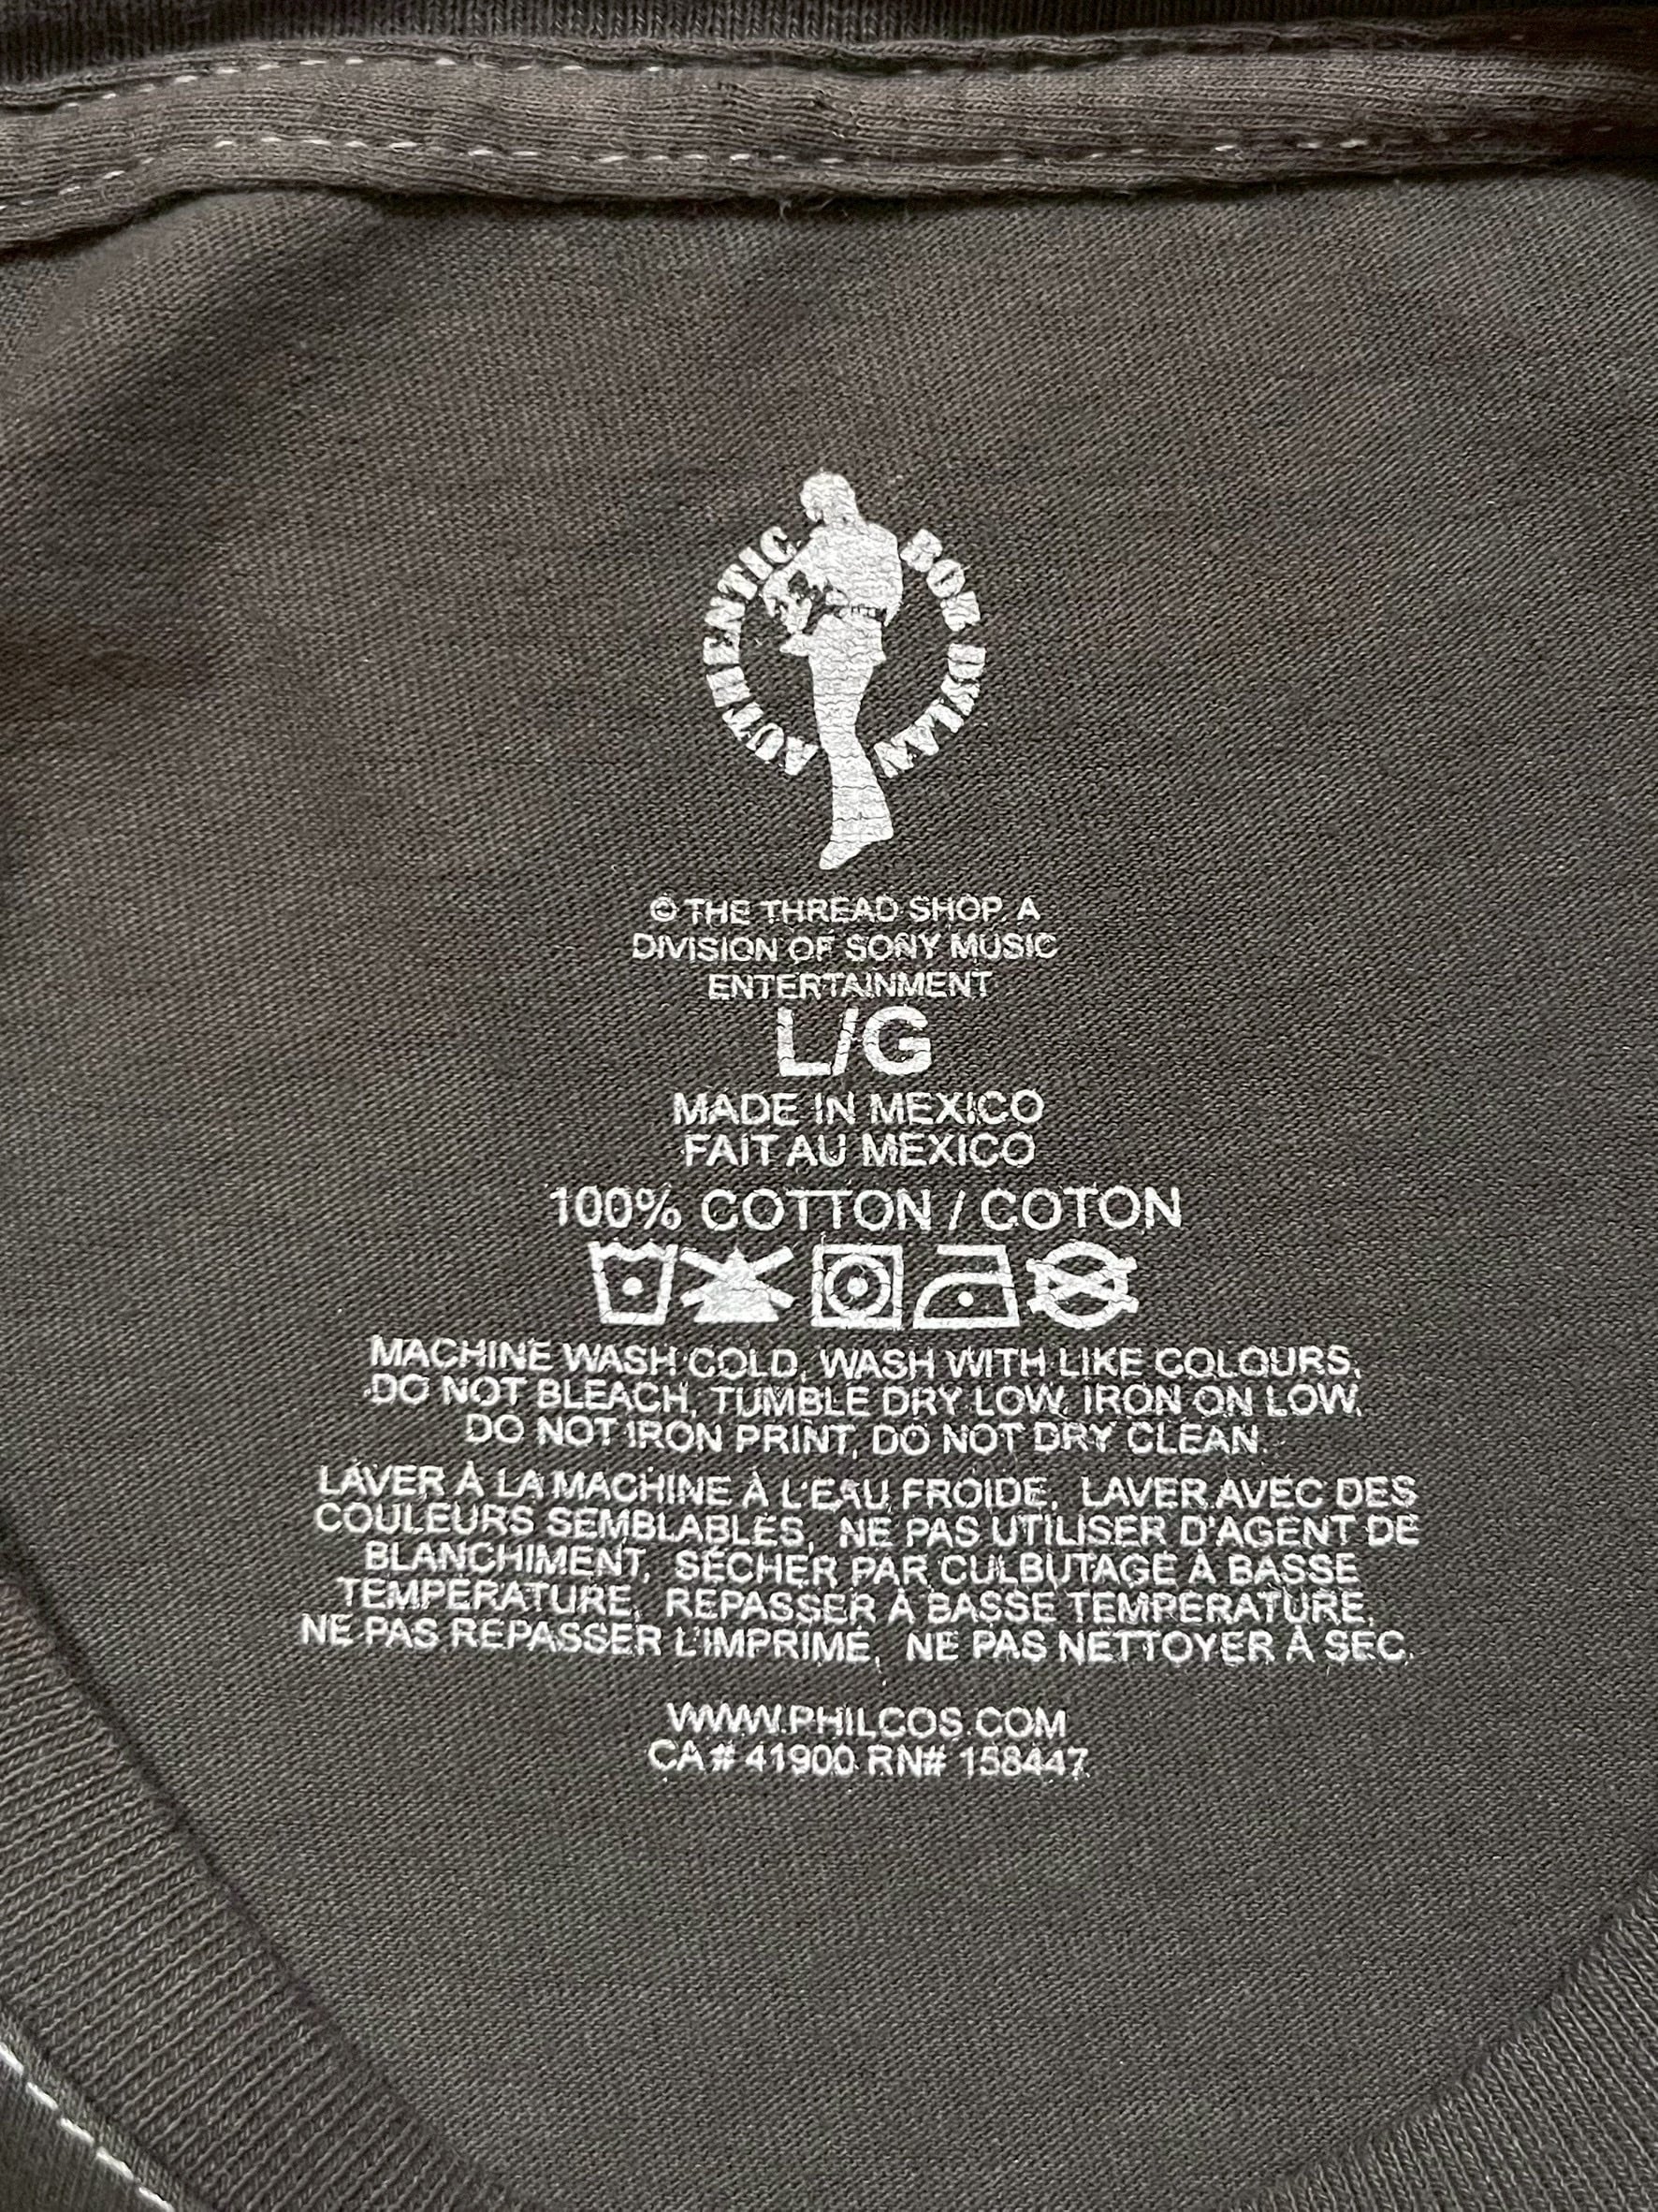 AUTHENTIC BOB DYLAN
© THE THREAD SHOP, A
DIVISION OF SONY MUSIC
ENTERTAINMENT
L/G
MADE IN MEXICO
FAIT AU MEXICO
100% COTTON / COTON
MACHINE WASH COLD, WASH WITH LIKE COLOURS,
DO NOT BLEACH, TUMBLE DRY LOW, IRON ON LOW,
DO NOT IRON PRINT, DO NOT DRY CLEAN.
LAVER À LA MACHINE À L'EAU FROIDE, LAVER AVEC DES
COULEURS SEMBLABLES, NE PAS UTILISER D'AGENT DE
BLANCHIMENT, SÉCHER PAR CULBUTAGE À BASSE
TEMPÉRATURE, REPASSER À BASSE TEMPÉRATURE,
NE PAS REPASSER L'IMPRIMÉ, NE PAS NETTOYER À SEC.
WWW.PHILCOS.COM
CA# 41900 RN# 158447